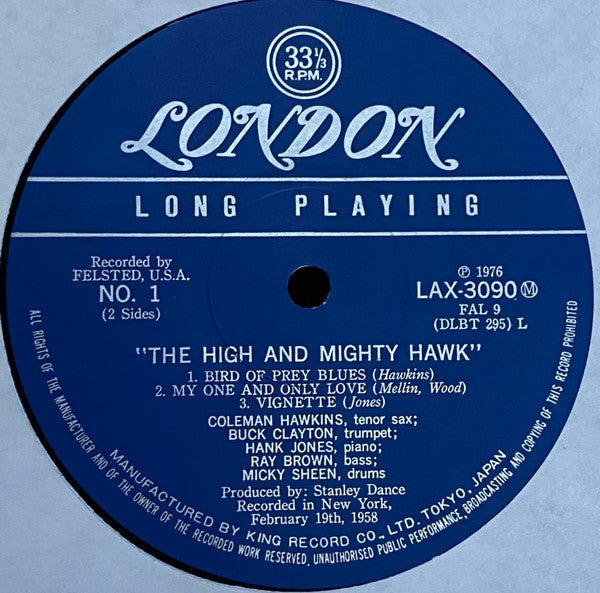 33⅓
R.P.M.
LONDON
LONG PLAYING
Recorded by
FELSTED, U.S.A.
NO. 1
(2 Sides)
Ⓟ 1976
LAX-3090 Ⓜ
FAL 9
(DLBT 295) L
"THE HIGH AND MIGHTY HAWK"
1. BIRD OF PREY BLUES (Hawkins)
2. MY ONE AND ONLY LOVE (Mellin, Wood)
3. VIGNETTE (Jones)
COLEMAN HAWKINS, tenor sax;
BUCK CLAYTON, trumpet;
HANK JONES, piano;
RAY BROWN, bass;
MICKY SHEEN, drums
Produced by: Stanley Dance
Recorded in New York,
February 19th, 1958
MANUFACTURED BY KING RECORD CO., LTD. TOKYO, JAPAN
ALL RIGHTS OF THE MANUFACTURER AND OF THE OWNER OF THE RECORDED WORK RESERVED, UNAUTHORISED PUBLIC PERFORMANCE, BROADCASTING AND COPYING OF THIS RECORD PROHIBITED